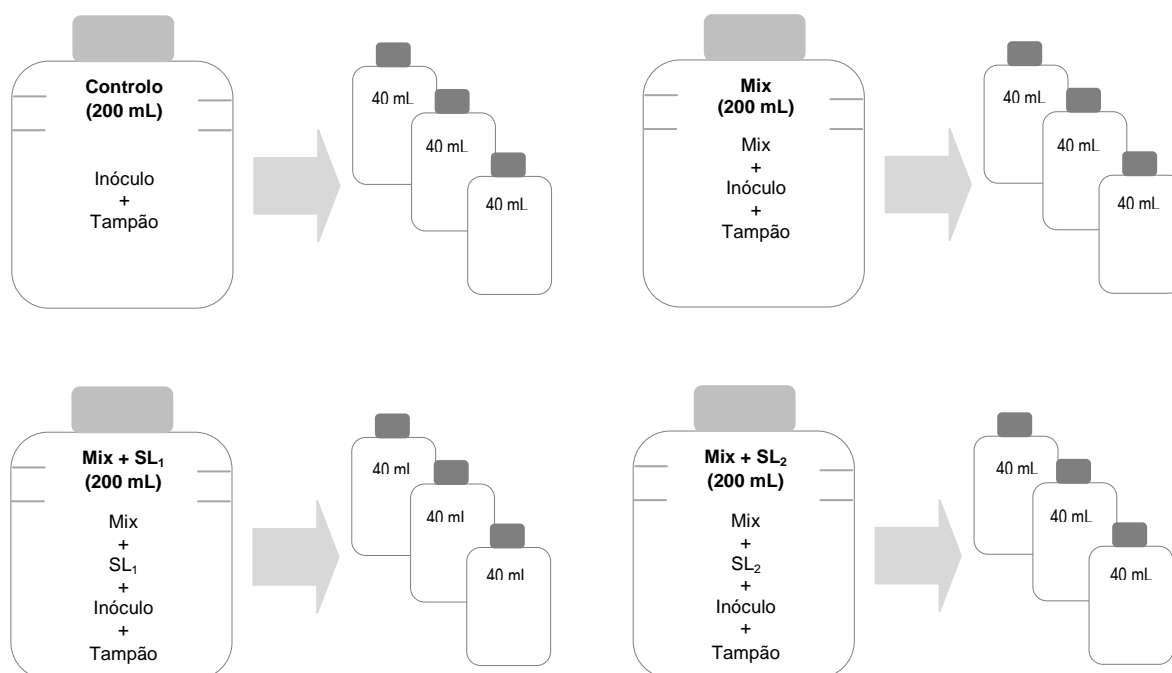 Controlo
(200 mL)
Inóculo
+
Tampão
40 mL
40 mL
40 mL
Mix
(200 mL)
Mix
+
Inóculo
+
Tampão
40 mL
40 mL
40 mL
Mix + SL₁
(200 mL)
Mix
+
SL₁
+
Inóculo
+
Tampão
40 mL
40 mL
40 mL
Mix + SL₂
(200 mL)
Mix
+
SL₂
+
Inóculo
+
Tampão
40 mL
40 mL
40 mL